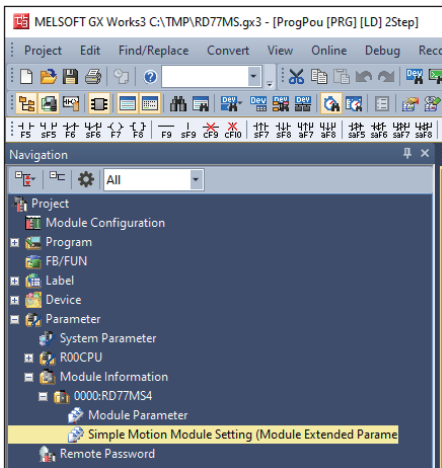 MELSOFT GX Works3 C:\TMP\RD77MS.gx3 - [ProgPou [PRG] [LD] 2Step]
Project Edit Find/Replace Convert View Online Debug Reco
F5 sF5 F6 sF6 F7 F8 F9 sF9 cF9 cF10 sF7 sF8 aF7 aF8 saF5 saF6 saF7 saF8
Navigation
All
Project
Module Configuration
Program
FB/FUN
Label
Device
Parameter
System Parameter
R00CPU
Module Information
0000:RD77MS4
Module Parameter
Simple Motion Module Setting (Module Extended Parame
Remote Password